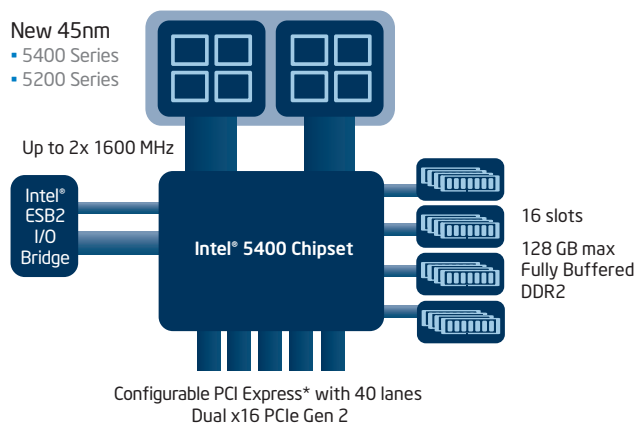 New 45nm
▪ 5400 Series
▪ 5200 Series
Up to 2x 1600 MHz
Intel®
ESB2
I/O
Bridge
Intel® 5400 Chipset
16 slots
128 GB max
Fully Buffered
DDR2
Configurable PCI Express* with 40 lanes
Dual x16 PCIe Gen 2